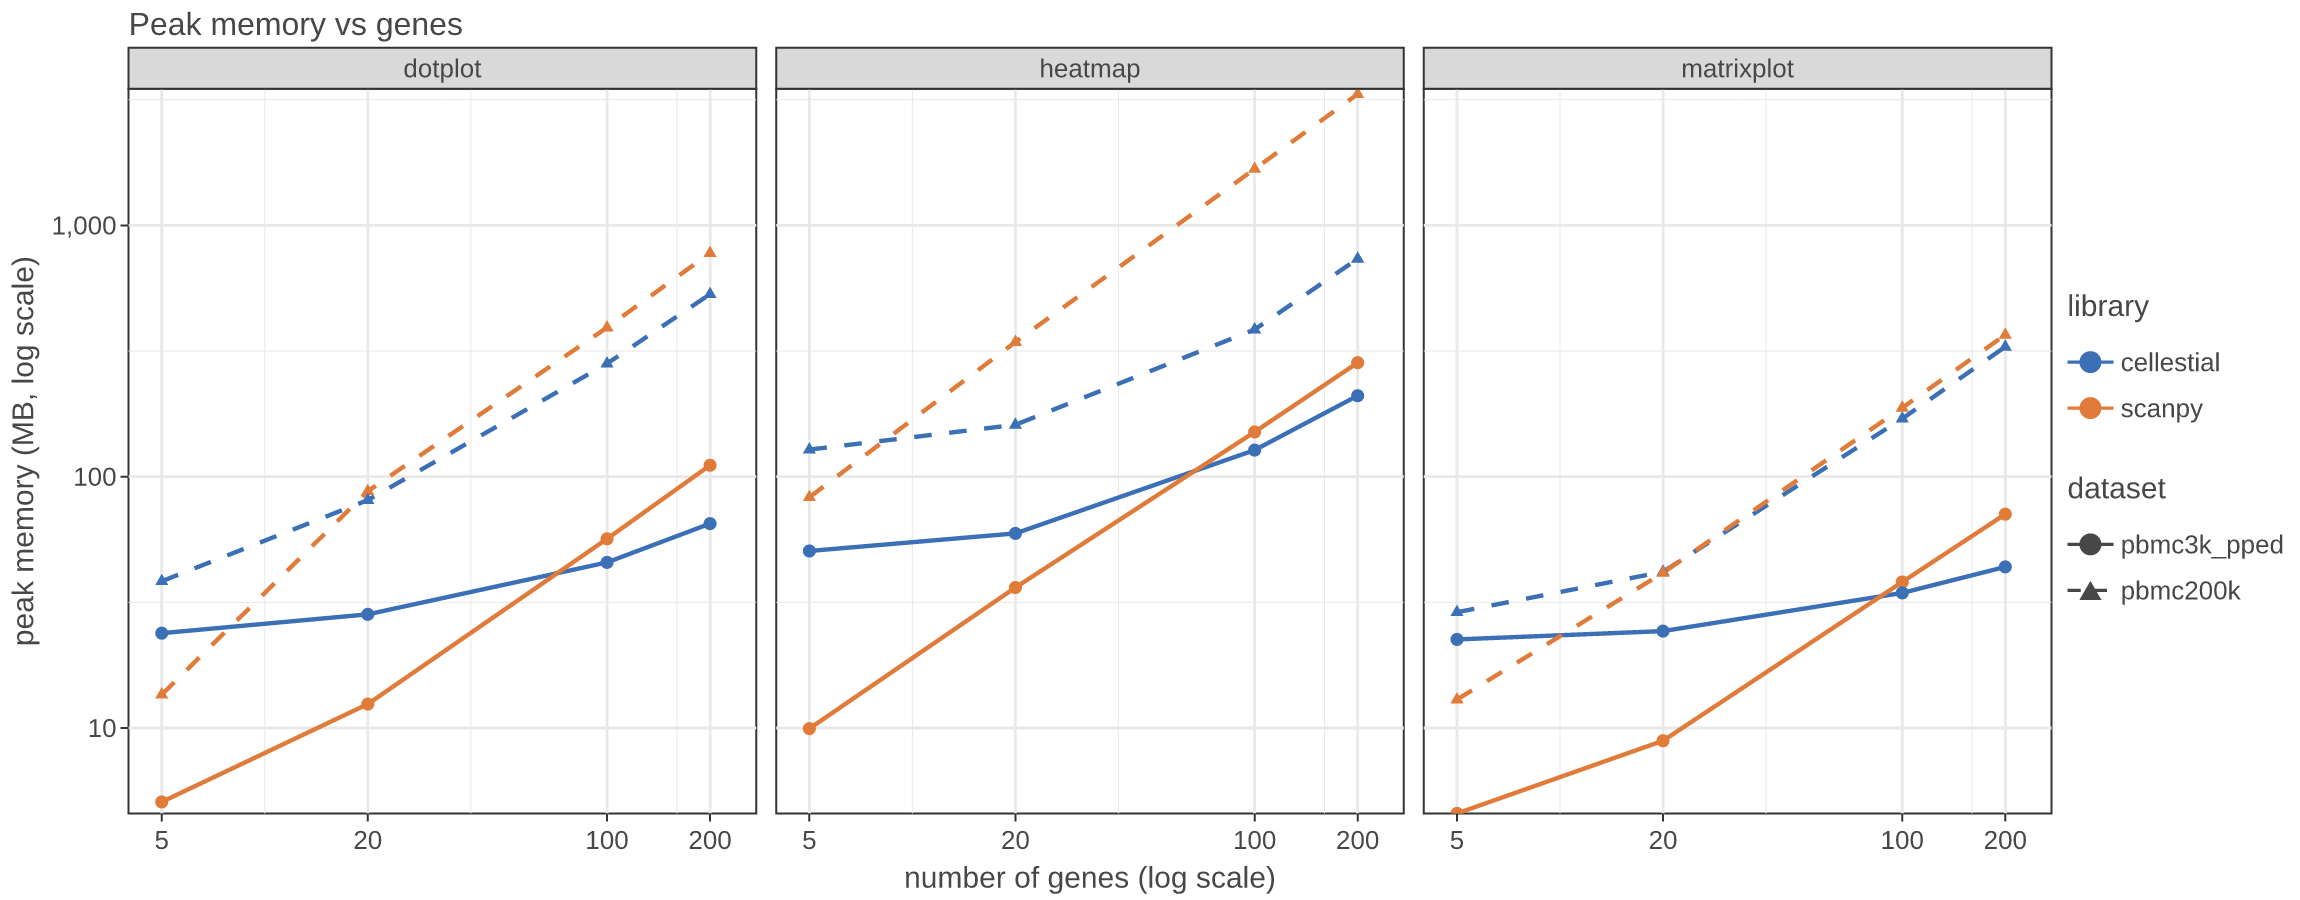 Peak memory vs genes
dotplot
heatmap
matrixplot
peak memory (MB, log scale)
1,000
100
10
5 20 100 200
5 20 100 200
5 20 100 200
number of genes (log scale)
library
cellestial
scanpy
dataset
pbmc3k_pped
pbmc200k